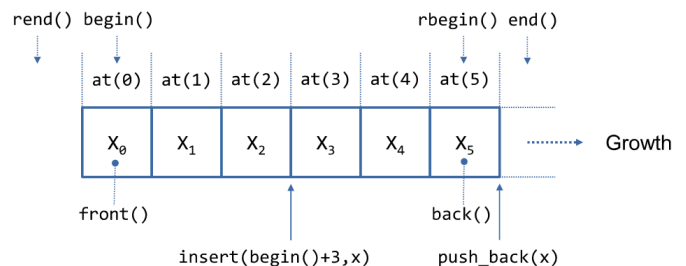 rend() begin() rbegin() end()
at(0) at(1) at(2) at(3) at(4) at(5)
X₀ X₁ X₂ X₃ X₄ X₅ Growth
front() back()
insert(begin()+3,x) push_back(x)